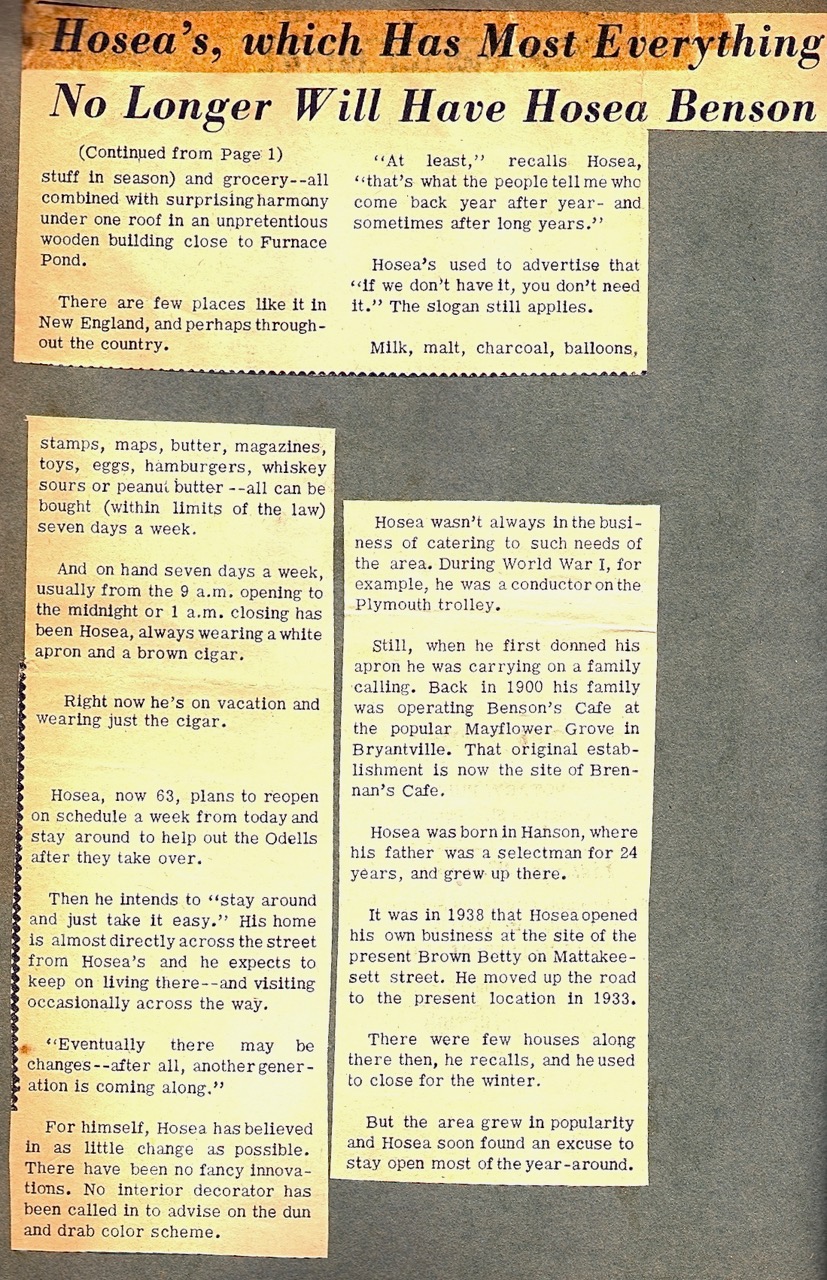 Hosea's, which Has Most Everything
No Longer Will Have Hosea Benson
(Continued from Page 1)
stuff in season) and grocery--all
combined with surprising harmony
under one roof in an unpretentious
wooden building close to Furnace
Pond.
There are few places like it in
New England, and perhaps through-
out the country.
"At least," recalls Hosea,
"that's what the people tell me who
come back year after year- and
sometimes after long years."
Hosea's used to advertise that
"if we don't have it, you don't need
it." The slogan still applies.
Milk, malt, charcoal, balloons,
stamps, maps, butter, magazines,
toys, eggs, hamburgers, whiskey
sours or peanut butter --all can be
bought (within limits of the law)
seven days a week.
And on hand seven days a week,
usually from the 9 a.m. opening to
the midnight or 1 a.m. closing has
been Hosea, always wearing a white
apron and a brown cigar.
Right now he's on vacation and
wearing just the cigar.
Hosea, now 63, plans to reopen
on schedule a week from today and
stay around to help out the Odells
after they take over.
Then he intends to "stay around
and just take it easy." His home
is almost directly across the street
from Hosea's and he expects to
keep on living there--and visiting
occasionally across the way.
"Eventually there may be
changes--after all, another gener-
ation is coming along."
For himself, Hosea has believed
in as little change as possible.
There have been no fancy innova-
tions. No interior decorator has
been called in to advise on the dun
and drab color scheme.
Hosea wasn't always in the busi-
ness of catering to such needs of
the area. During World War I, for
example, he was a conductor on the
Plymouth trolley.
Still, when he first donned his
apron he was carrying on a family
calling. Back in 1900 his family
was operating Benson's Cafe at
the popular Mayflower Grove in
Bryantville. That original estab-
lishment is now the site of Bren-
nan's Cafe.
Hosea was born in Hanson, where
his father was a selectman for 24
years, and grew up there.
It was in 1938 that Hosea opened
his own business at the site of the
present Brown Betty on Mattakee-
sett street. He moved up the road
to the present location in 1933.
There were few houses along
there then, he recalls, and he used
to close for the winter.
But the area grew in popularity
and Hosea soon found an excuse to
stay open most of the year-around.